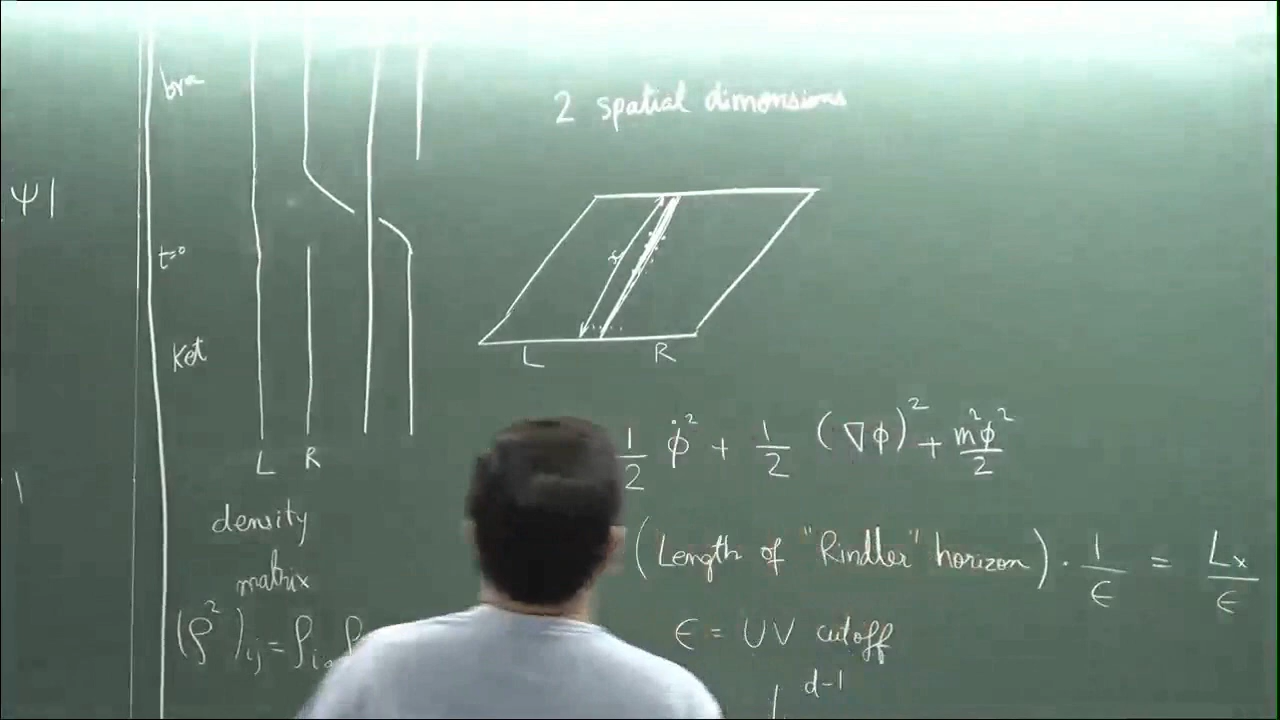 bra
ψ|
t=0
ket
L R
density
matrix
(ρ²)ij = ρi
2 spatial dimensions
L R
1/2 φ̇² + 1/2 (∇φ)² + m²φ²/2
(Length of "Rindler" horizon) · 1/ϵ = Lx/ϵ
ϵ = UV cutoff
d-1